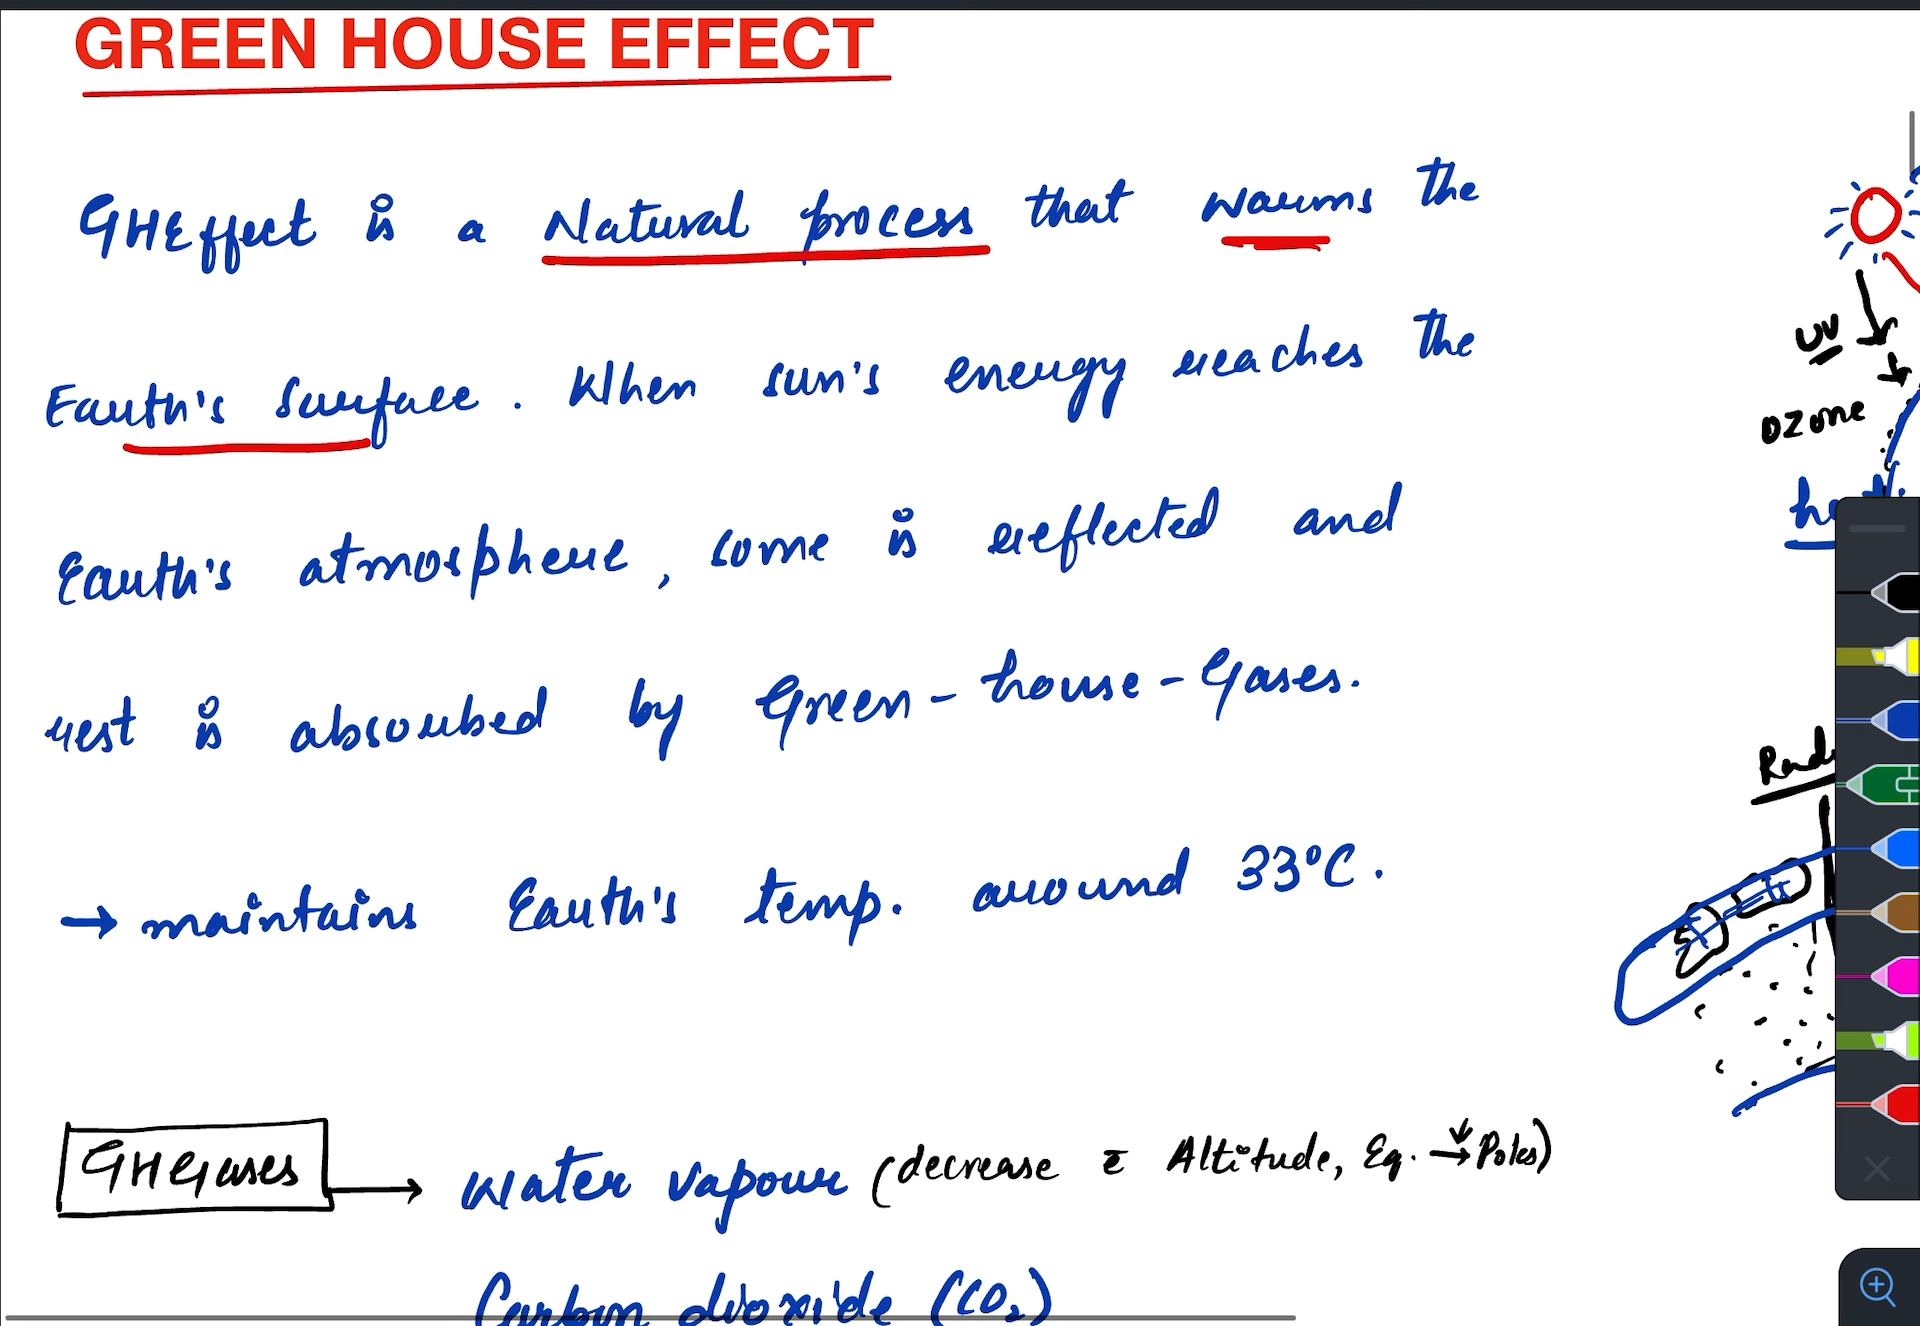 GREEN HOUSE EFFECT
GHEffect is a Natural process that warms the
Earth's Surface. When sun's energy reaches the
Earth's atmosphere, some is reflected and
rest is absorbed by Green-house-Gases.
→ maintains Earth's temp. around 33°C.
GHGases → Water vapour (decrease c̄ Altitude, Eq. → Poles)
Carbon dioxide (CO₂)
UV
Ozone